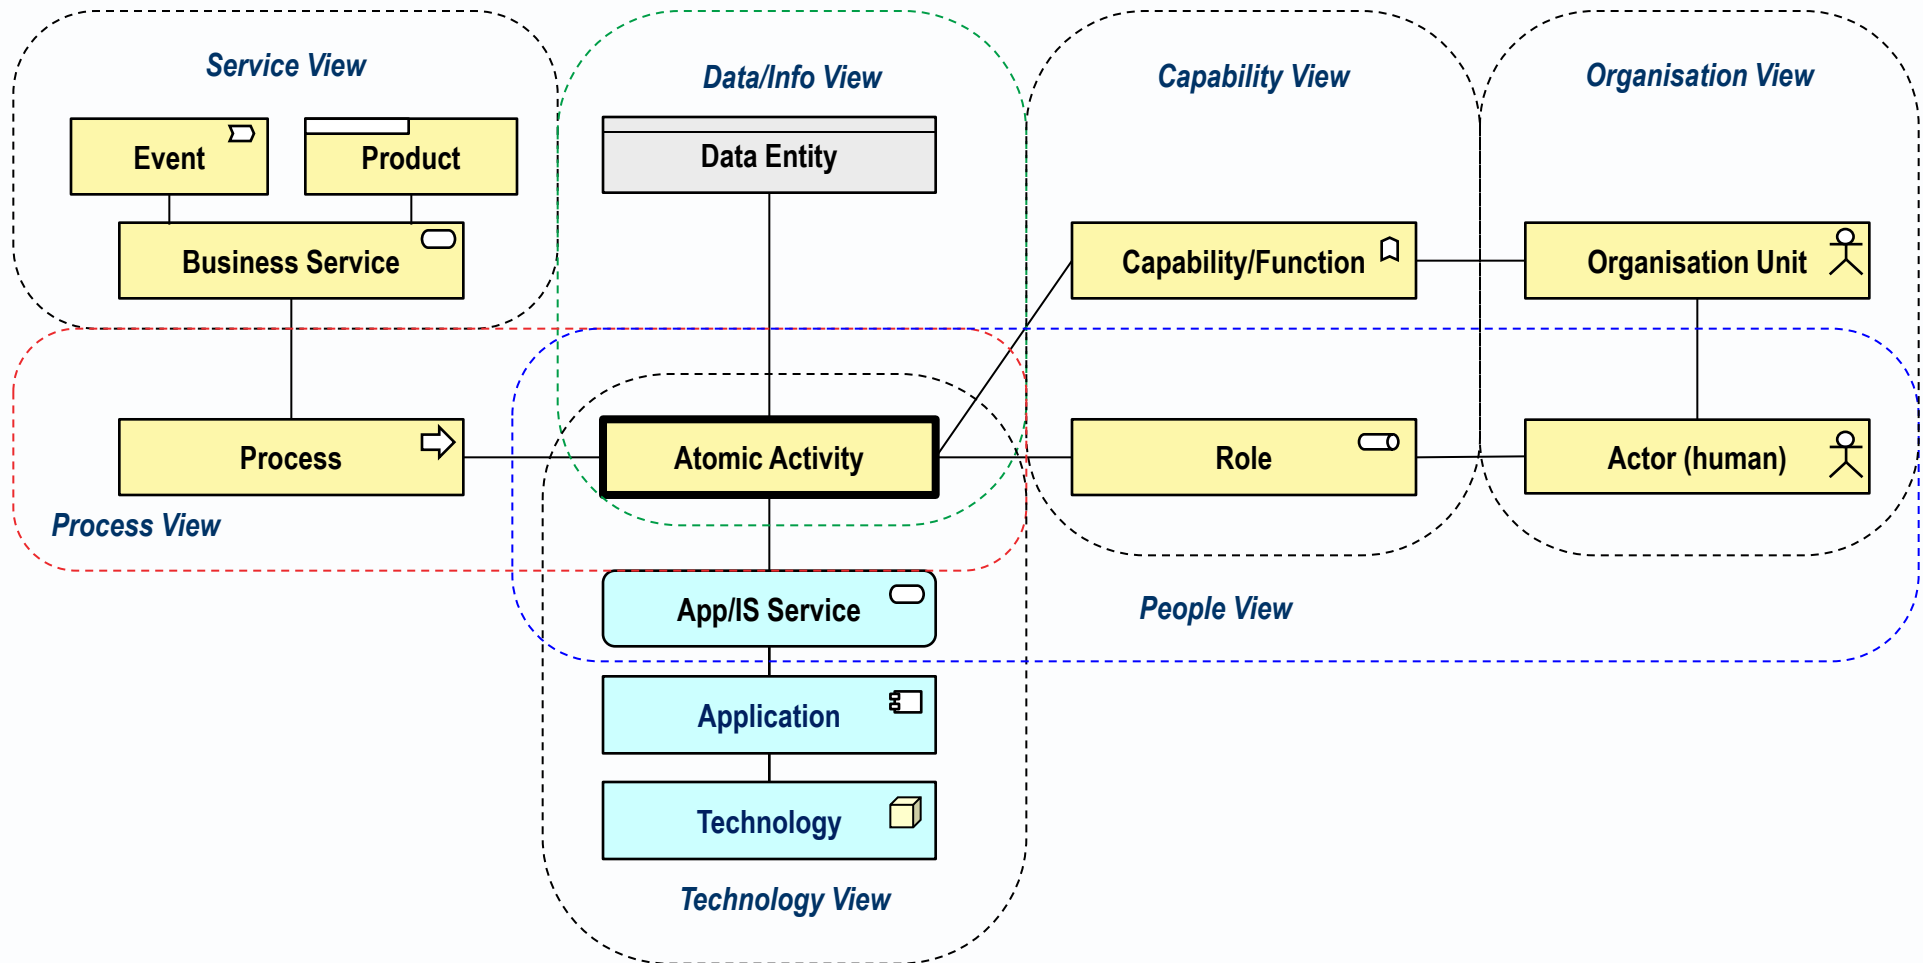 Service View
Data/Info View
Capability View
Organisation View
Event
Product
Data Entity
Business Service
Capability/Function
Organisation Unit
Process
Atomic Activity
Role
Actor (human)
Process View
App/IS Service
People View
Application
Technology
Technology View